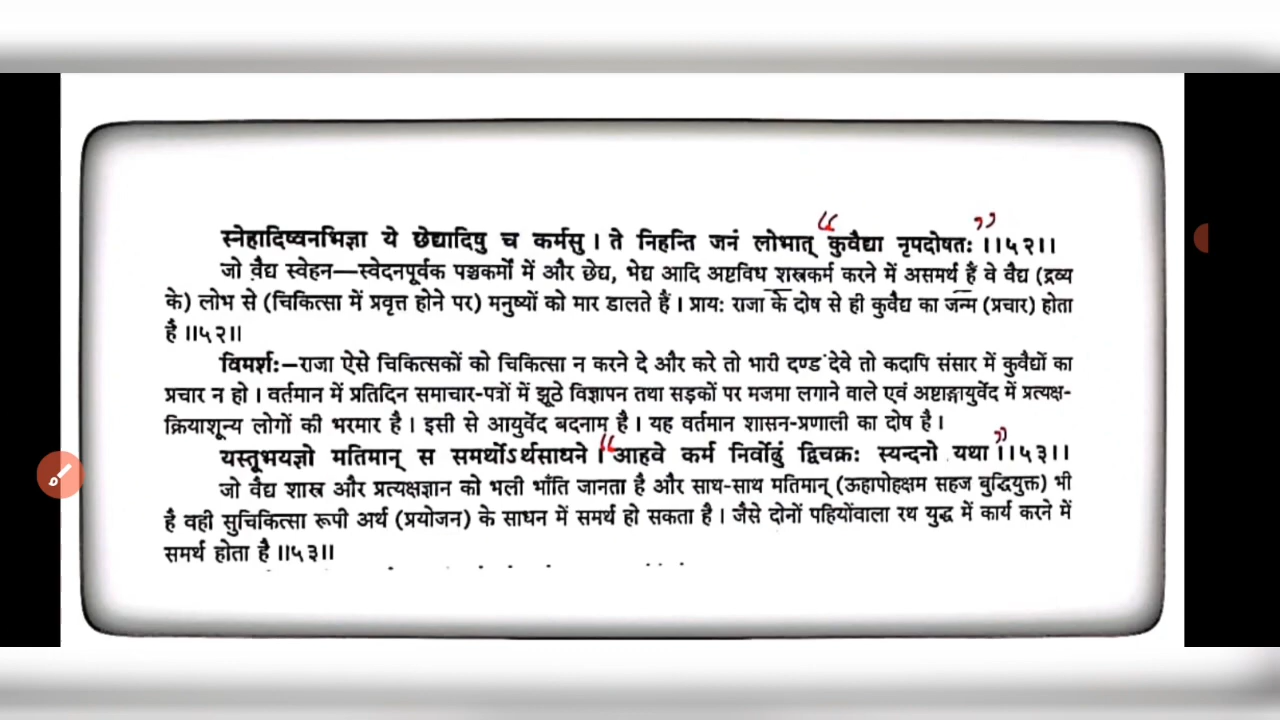 स्नेहादिष्वनभिज्ञा ये छेद्यादिषु च कर्मसु । ते निहन्ति जनं लोभात् “कुवैद्या नृपदोषतः”।।५२।।
जो वैद्य स्वेहन—स्वेदनपूर्वक पञ्चकर्मों में और छेद्य, भेद्य आदि अष्टविध शस्त्रकर्म करने में असमर्थ हैं वे वैद्य (द्रव्य
के) लोभ से (चिकित्सा में प्रवृत्त होने पर) मनुष्यों को मार डालते हैं । प्रायः राजा के दोष से ही कुवैद्य का जन्म (प्रचार) होता
है ।।५२।।
विमर्शः—राजा ऐसे चिकित्सकों को चिकित्सा न करने दे और करे तो भारी दण्ड देवे तो कदापि संसार में कुवैद्यों का
प्रचार न हो । वर्तमान में प्रतिदिन समाचार-पत्रों में झूठे विज्ञापन तथा सड़कों पर मजमा लगाने वाले एवं अष्टाङ्गायुर्वेद में प्रत्यक्ष-
क्रियाशून्य लोगों की भरमार है । इसी से आयुर्वेद बदनाम है । यह वर्तमान शासन-प्रणाली का दोष है ।
यस्तूभयज्ञो मतिमान् स समर्थोऽर्थसाधने । “आहवे कर्म निर्वोढुं द्विचक्रः स्यन्दनो यथा”।।५३।।
जो वैद्य शास्त्र और प्रत्यक्षज्ञान को भली भाँति जानता है और साथ-साथ मतिमान् (ऊहापोहक्षम सहज बुद्धियुक्त) भी
है वही सुचिकित्सा रूपी अर्थ (प्रयोजन) के साधन में समर्थ हो सकता है । जैसे दोनों पहियोंवाला रथ युद्ध में कार्य करने में
समर्थ होता है ।।५३।।